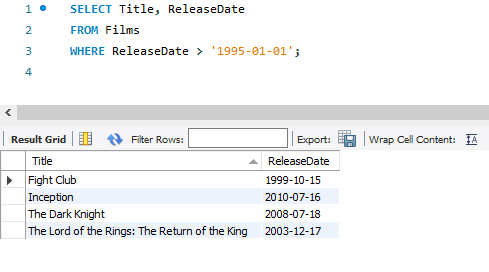 1 SELECT Title, ReleaseDate
2 FROM Films
3 WHERE ReleaseDate > '1995-01-01';
4
Result Grid Filter Rows: Export: Wrap Cell Content:
Title ReleaseDate
Fight Club 1999-10-15
Inception 2010-07-16
The Dark Knight 2008-07-18
The Lord of the Rings: The Return of the King 2003-12-17